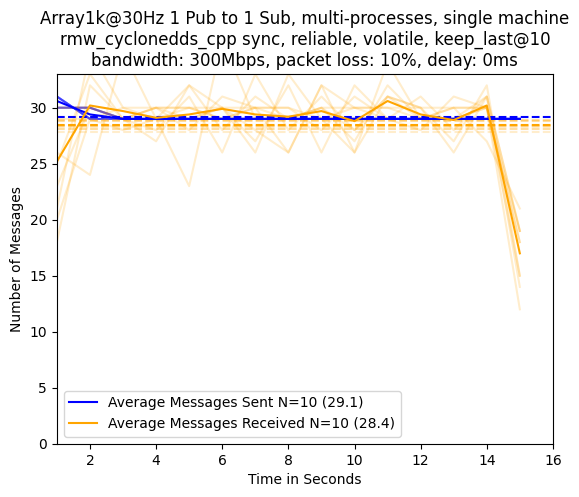 Array1k@30Hz 1 Pub to 1 Sub, multi-processes, single machine
rmw_cyclonedds_cpp sync, reliable, volatile, keep_last@10
bandwidth: 300Mbps, packet loss: 10%, delay: 0ms
Number of Messages
30
25
20
15
10
5
0
Average Messages Sent N=10 (29.1)
Average Messages Received N=10 (28.4)
2 4 6 8 10 12 14 16
Time in Seconds